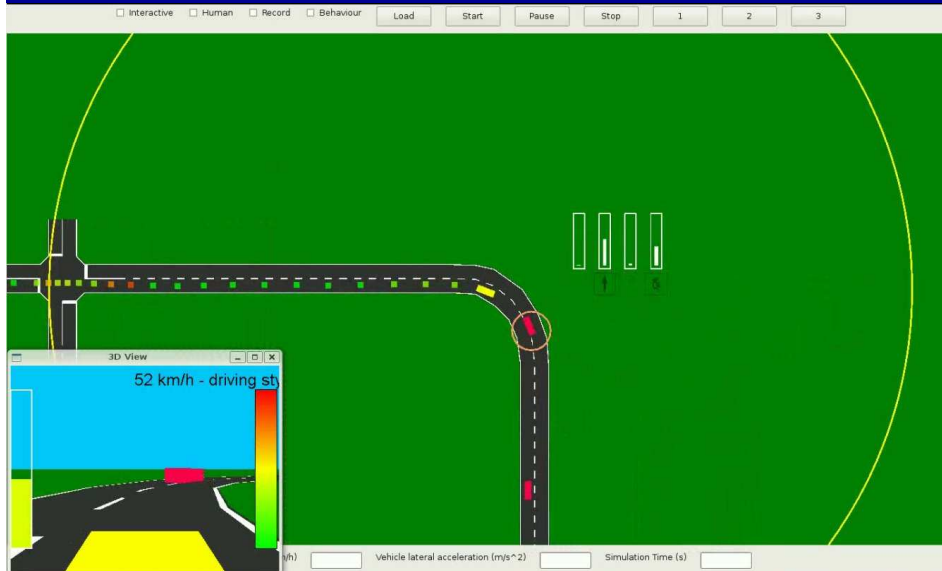 Interactive Human Record Behaviour Load Start Pause Stop 1 2 3
3D View
52 km/h - driving sty
/h) Vehicle lateral acceleration (m/s^2) Simulation Time (s)